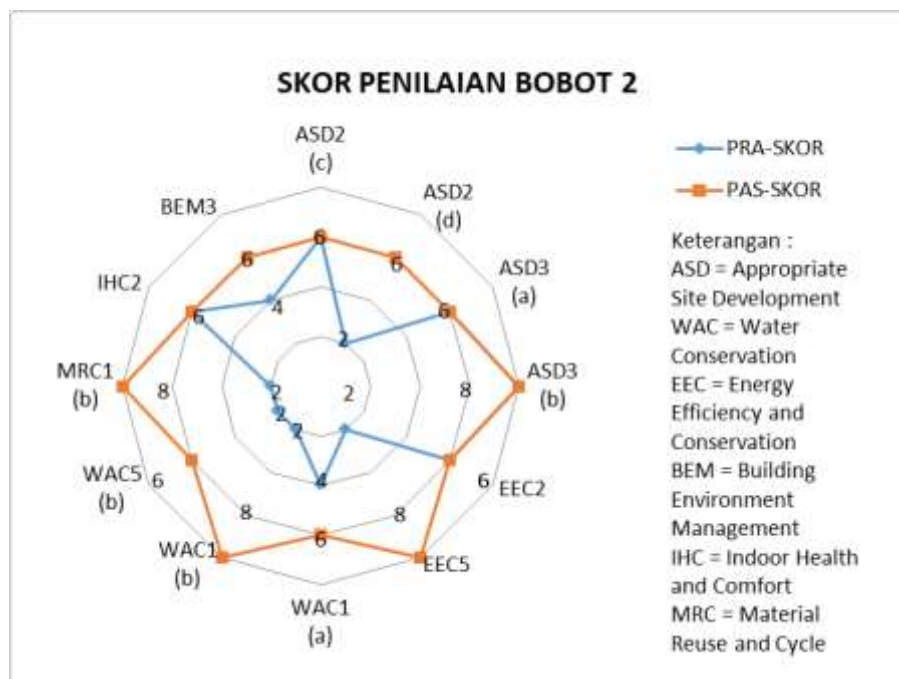 SKOR PENILAIAN BOBOT 2
ASD2
(c)
ASD2
(d)
ASD3
(a)
ASD3
(b)
EEC2
EEC5
WAC1
(a)
WAC1
(b)
WAC5
(b)
MRC1
(b)
IHC2
BEM3
6
6
2
6
6
4
6
8
2
2
8
2
2
6
6
8
8
4
6
PRA-SKOR
PAS-SKOR
Keterangan :
ASD = Appropriate
Site Development
WAC = Water
Conservation
EEC = Energy
Efficiency and
Conservation
BEM = Building
Environment
Management
IHC = Indoor Health
and Comfort
MRC = Material
Reuse and Cycle